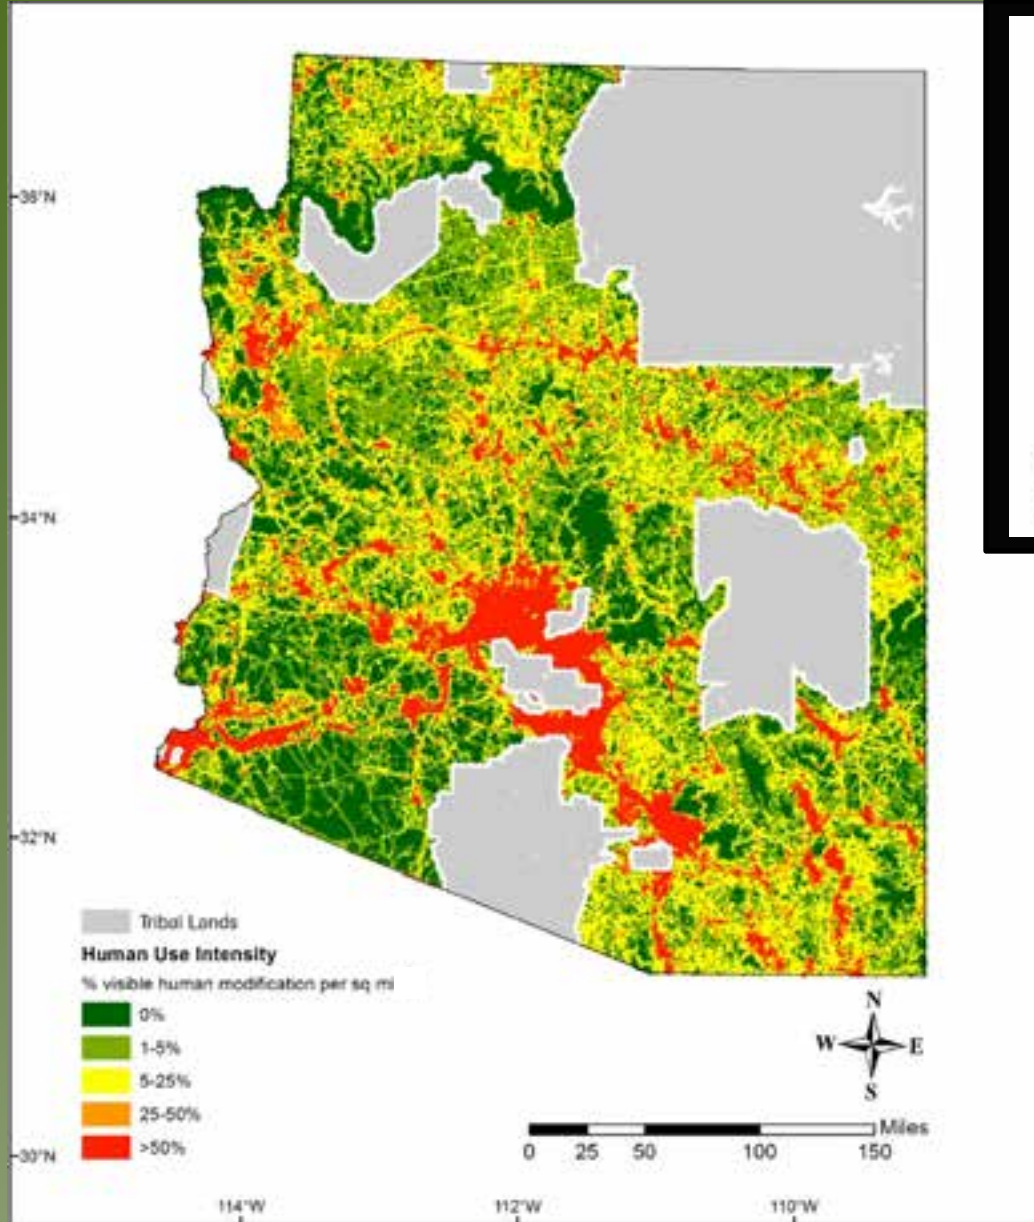 36°N
34°N
32°N
30°N
Tribal Lands
Human Use Intensity
% visible human modification per sq mi
0%
1-5%
5-25%
25-50%
>50%
N
W E
S
Miles
0 25 50 100 150
114°W 112°W 110°W